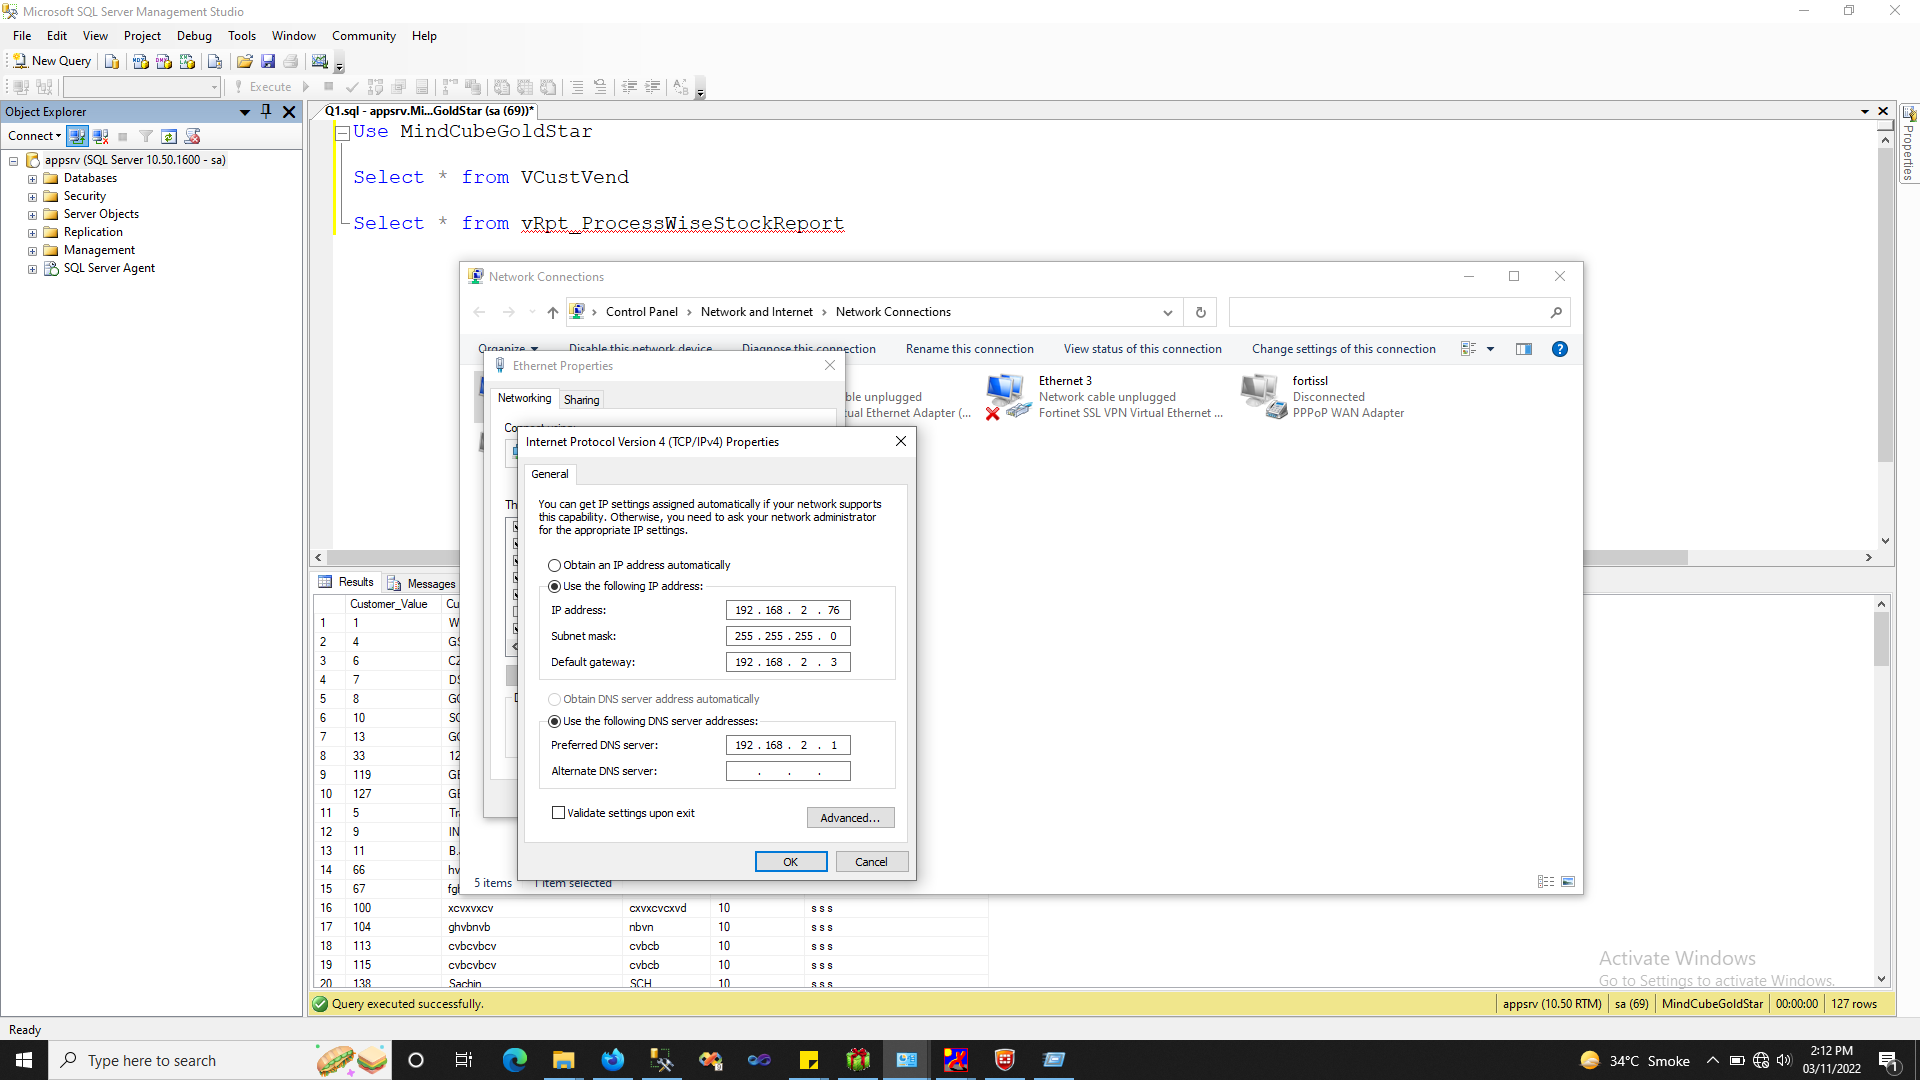 Microsoft SQL Server Management Studio
File Edit View Project Debug Tools Window Community Help
New Query
Execute
Object Explorer
Connect
appsrv (SQL Server 10.50.1600 - sa)
Databases
Security
Server Objects
Replication
Management
SQL Server Agent
Q1.sql - appsrv.Mi...GoldStar (sa (69))*
Use MindCubeGoldStar
Select * from VCustVend
Select * from vRpt_ProcessWiseStockReport
Properties
Network Connections
Control Panel > Network and Internet > Network Connections
Organize Disable this network device Diagnose this connection Rename this connection View status of this connection Change settings of this connection
ble unplugged
ual Ethernet Adapter (...
Ethernet 3
Network cable unplugged
Fortinet SSL VPN Virtual Ethernet ...
fortissl
Disconnected
PPPoP WAN Adapter
5 items 1 item selected
Ethernet Properties
Networking Sharing
Connect using:
Th
Internet Protocol Version 4 (TCP/IPv4) Properties
General
You can get IP settings assigned automatically if your network supports
this capability. Otherwise, you need to ask your network administrator
for the appropriate IP settings.
Obtain an IP address automatically
Use the following IP address:
IP address: 192 . 168 . 2 . 76
Subnet mask: 255 . 255 . 255 . 0
Default gateway: 192 . 168 . 2 . 3
Obtain DNS server address automatically
Use the following DNS server addresses:
Preferred DNS server: 192 . 168 . 2 . 1
Alternate DNS server: . . .
Validate settings upon exit
Advanced...
OK Cancel
Results Messages
Customer_Value Cu
1 1 W
2 4 GS
3 6 CZ
4 7 DS
5 8 GC
6 10 SC
7 13 GC
8 33 12
9 119 GE
10 127 GE
11 5 Tr
12 9 IN
13 11 B.
14 66 hv
15 67 fgh
16 100 xcvxvxcv cxvxcvcxvd 10 s s s
17 104 ghvbnvb nbvn 10 s s s
18 113 cvbcvbcv cvbcb 10 s s s
19 115 cvbcvbcv cvbcb 10 s s s
20 138 Sachin SCH 10 s s s
Activate Windows
Go to Settings to activate Windows.
Query executed successfully. appsrv (10.50 RTM) sa (69) MindCubeGoldStar 00:00:00 127 rows
Ready
Type here to search
34°C Smoke
2:12 PM
03/11/2022
1